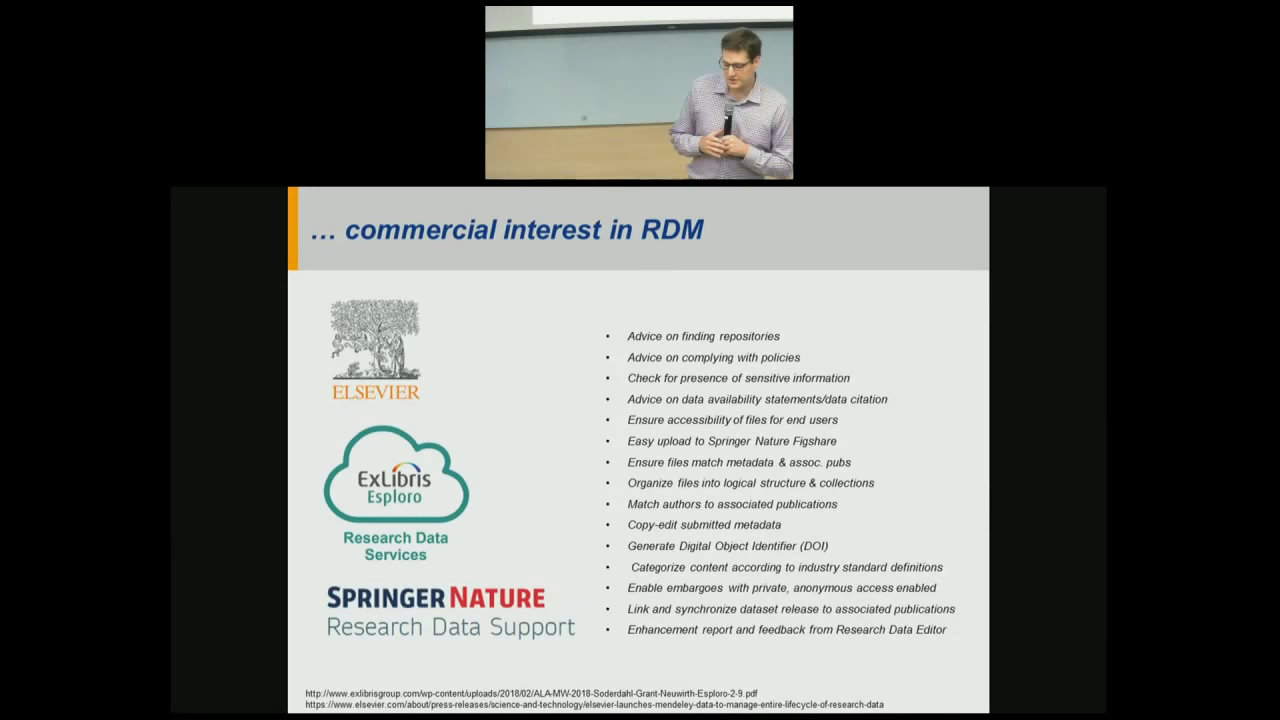 … commercial interest in RDM
ELSEVIER
ExLibris
Esploro
Research Data
Services
SPRINGER NATURE
Research Data Support
• Advice on finding repositories
• Advice on complying with policies
• Check for presence of sensitive information
• Advice on data availability statements/data citation
• Ensure accessibility of files for end users
• Easy upload to Springer Nature Figshare
• Ensure files match metadata & assoc. pubs
• Organize files into logical structure & collections
• Match authors to associated publications
• Copy-edit submitted metadata
• Generate Digital Object Identifier (DOI)
• Categorize content according to industry standard definitions
• Enable embargoes with private, anonymous access enabled
• Link and synchronize dataset release to associated publications
• Enhancement report and feedback from Research Data Editor
http://www.exlibrisgroup.com/wp-content/uploads/2018/02/ALA-MW-2018-Soderdahl-Grant-Neuwirth-Esploro-2-9.pdf
https://www.elsevier.com/about/press-releases/science-and-technology/elsevier-launches-mendeley-data-to-manage-entire-lifecycle-of-research-data